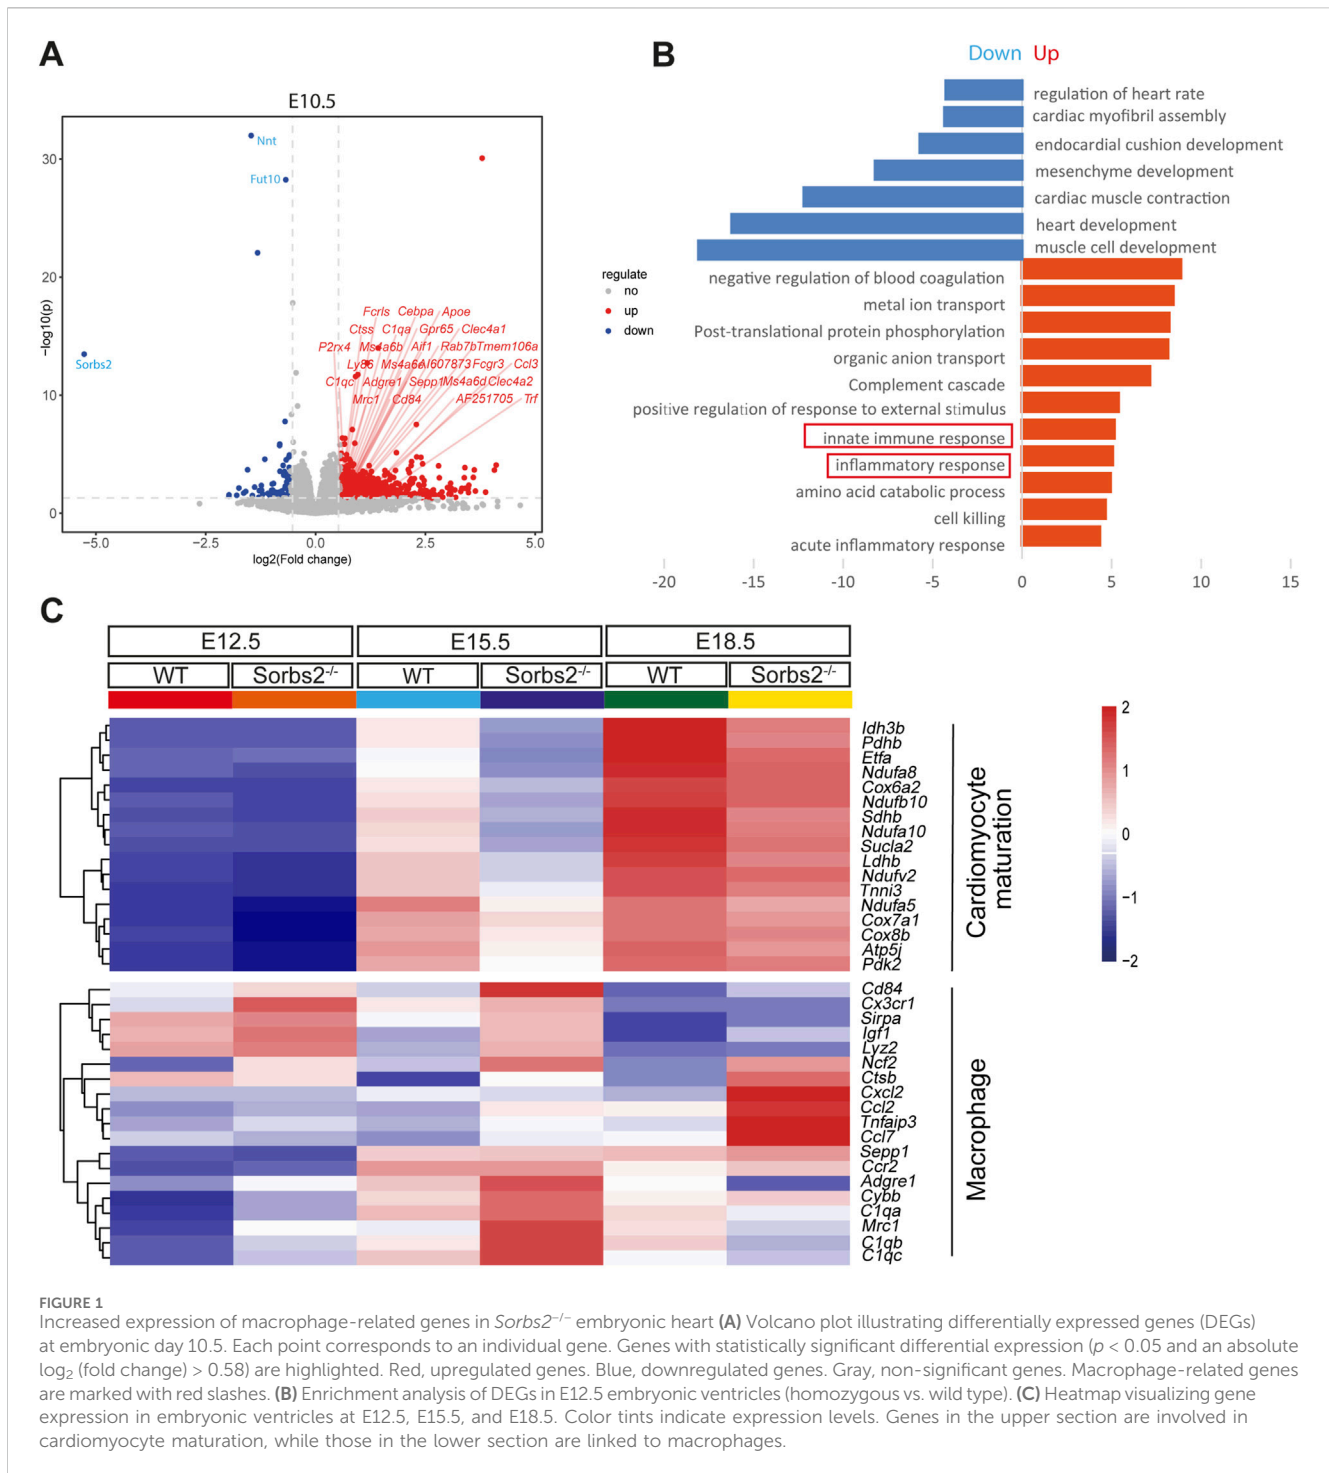 A
E10.5
Nnt
Fut10
Sorbs2
Fcrls Cebpa Apoe
Ctss C1qa Gpr65 Clec4a1
P2rx4 Ms4a6b Aif1 Rab7b Tmem106a
Ly86 Ms4a6c AI607873 Fcgr3 Ccl3
C1qc Adgre1 Sepp1 Ms4a6d Clec4a2
Mrc1 Cd84 AF251705 Trf
30
20
10
0
−log10(p)
−5.0 −2.5 0.0 2.5 5.0
log2(Fold change)
regulate
no
up
down
B
Down Up
regulation of heart rate
cardiac myofibril assembly
endocardial cushion development
mesenchyme development
cardiac muscle contraction
heart development
muscle cell development
negative regulation of blood coagulation
metal ion transport
Post-translational protein phosphorylation
organic anion transport
Complement cascade
positive regulation of response to external stimulus
innate immune response
inflammatory response
amino acid catabolic process
cell killing
acute inflammatory response
-20 -15 -10 -5 0 5 10 15
C
E12.5 E15.5 E18.5
WT Sorbs2-/- WT Sorbs2-/- WT Sorbs2-/-
Idh3b
Pdhb
Etfa
Ndufa8
Cox6a2
Ndufb10
Sdhb
Ndufa10
Sucla2
Ldhb
Ndufv2
Tnni3
Ndufa5
Cox7a1
Cox8b
Atp5j
Pdk2
Cardiomyocyte
maturation
Cd84
Cx3cr1
Sirpa
Igf1
Lyz2
Ncf2
Ctsb
Cxcl2
Ccl2
Tnfaip3
Ccl7
Sepp1
Ccr2
Adgre1
Cybb
C1qa
Mrc1
C1qb
C1qc
Macrophage
2
1
0
−1
−2
FIGURE 1
Increased expression of macrophage-related genes in Sorbs2−/− embryonic heart (A) Volcano plot illustrating differentially expressed genes (DEGs)
at embryonic day 10.5. Each point corresponds to an individual gene. Genes with statistically significant differential expression (p < 0.05 and an absolute
log2 (fold change) > 0.58) are highlighted. Red, upregulated genes. Blue, downregulated genes. Gray, non-significant genes. Macrophage-related genes
are marked with red slashes. (B) Enrichment analysis of DEGs in E12.5 embryonic ventricles (homozygous vs. wild type). (C) Heatmap visualizing gene
expression in embryonic ventricles at E12.5, E15.5, and E18.5. Color tints indicate expression levels. Genes in the upper section are involved in
cardiomyocyte maturation, while those in the lower section are linked to macrophages.